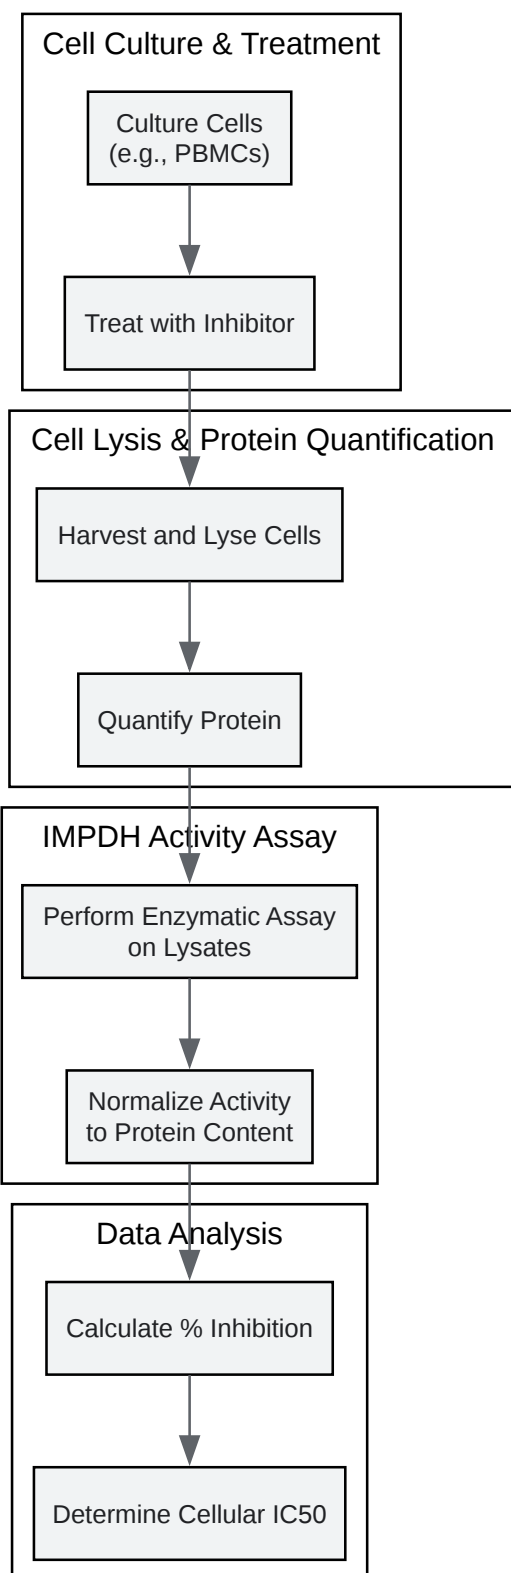 Cell Culture & Treatment
Culture Cells
(e.g., PBMCs)
Treat with Inhibitor
Cell Lysis & Protein Quantification
Harvest and Lyse Cells
Quantify Protein
IMPDH Activity Assay
Perform Enzymatic Assay
on Lysates
Normalize Activity
to Protein Content
Data Analysis
Calculate % Inhibition
Determine Cellular IC50